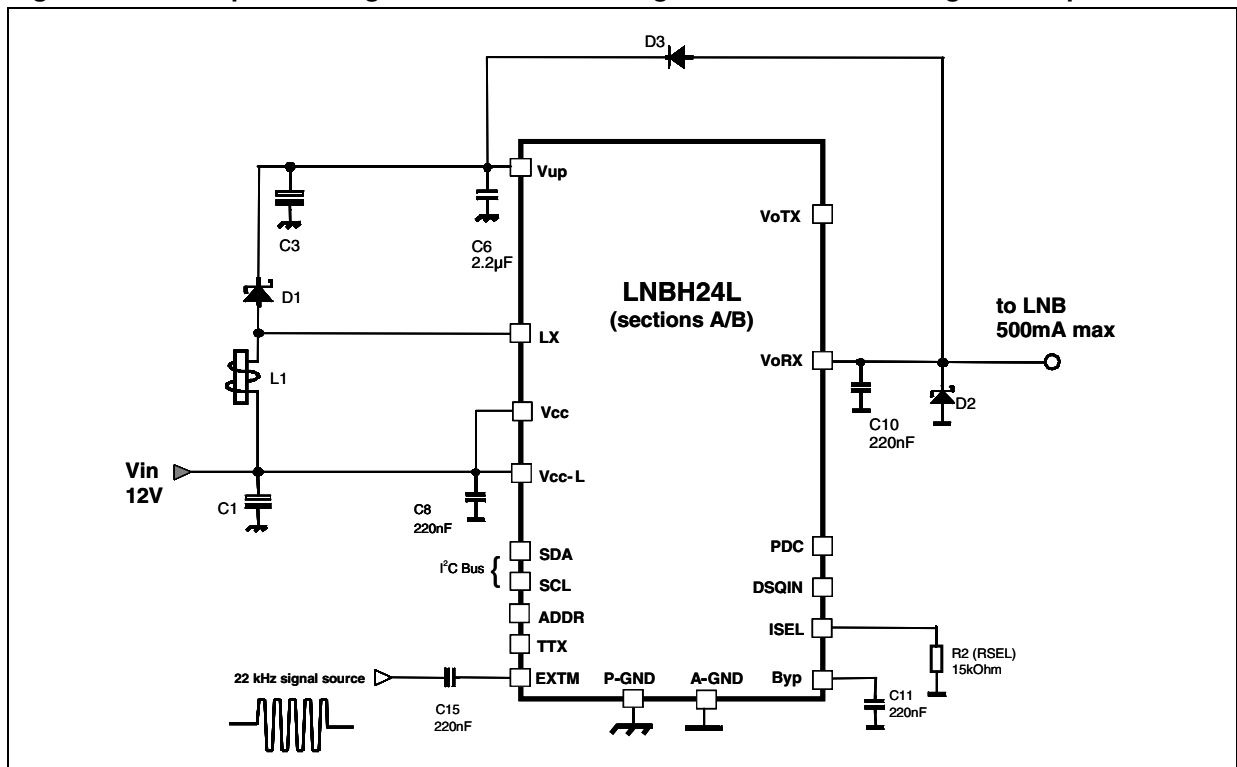 D3
Vup
C3
C6
2.2µF
VoTX
D1
LNBH24L
(sections A/B)
to LNB
500mA max
LX
VoRX
L1
D2
C10
220nF
Vcc
Vin
12V
Vcc-L
C1
C8
220nF
PDC
I²C Bus {
SDA
SCL
DSQIN
ADDR
ISEL
TTX
R2 (RSEL)
15kOhm
22 kHz signal source
EXTM
P-GND
A-GND
Byp
C15
220nF
C11
220nF